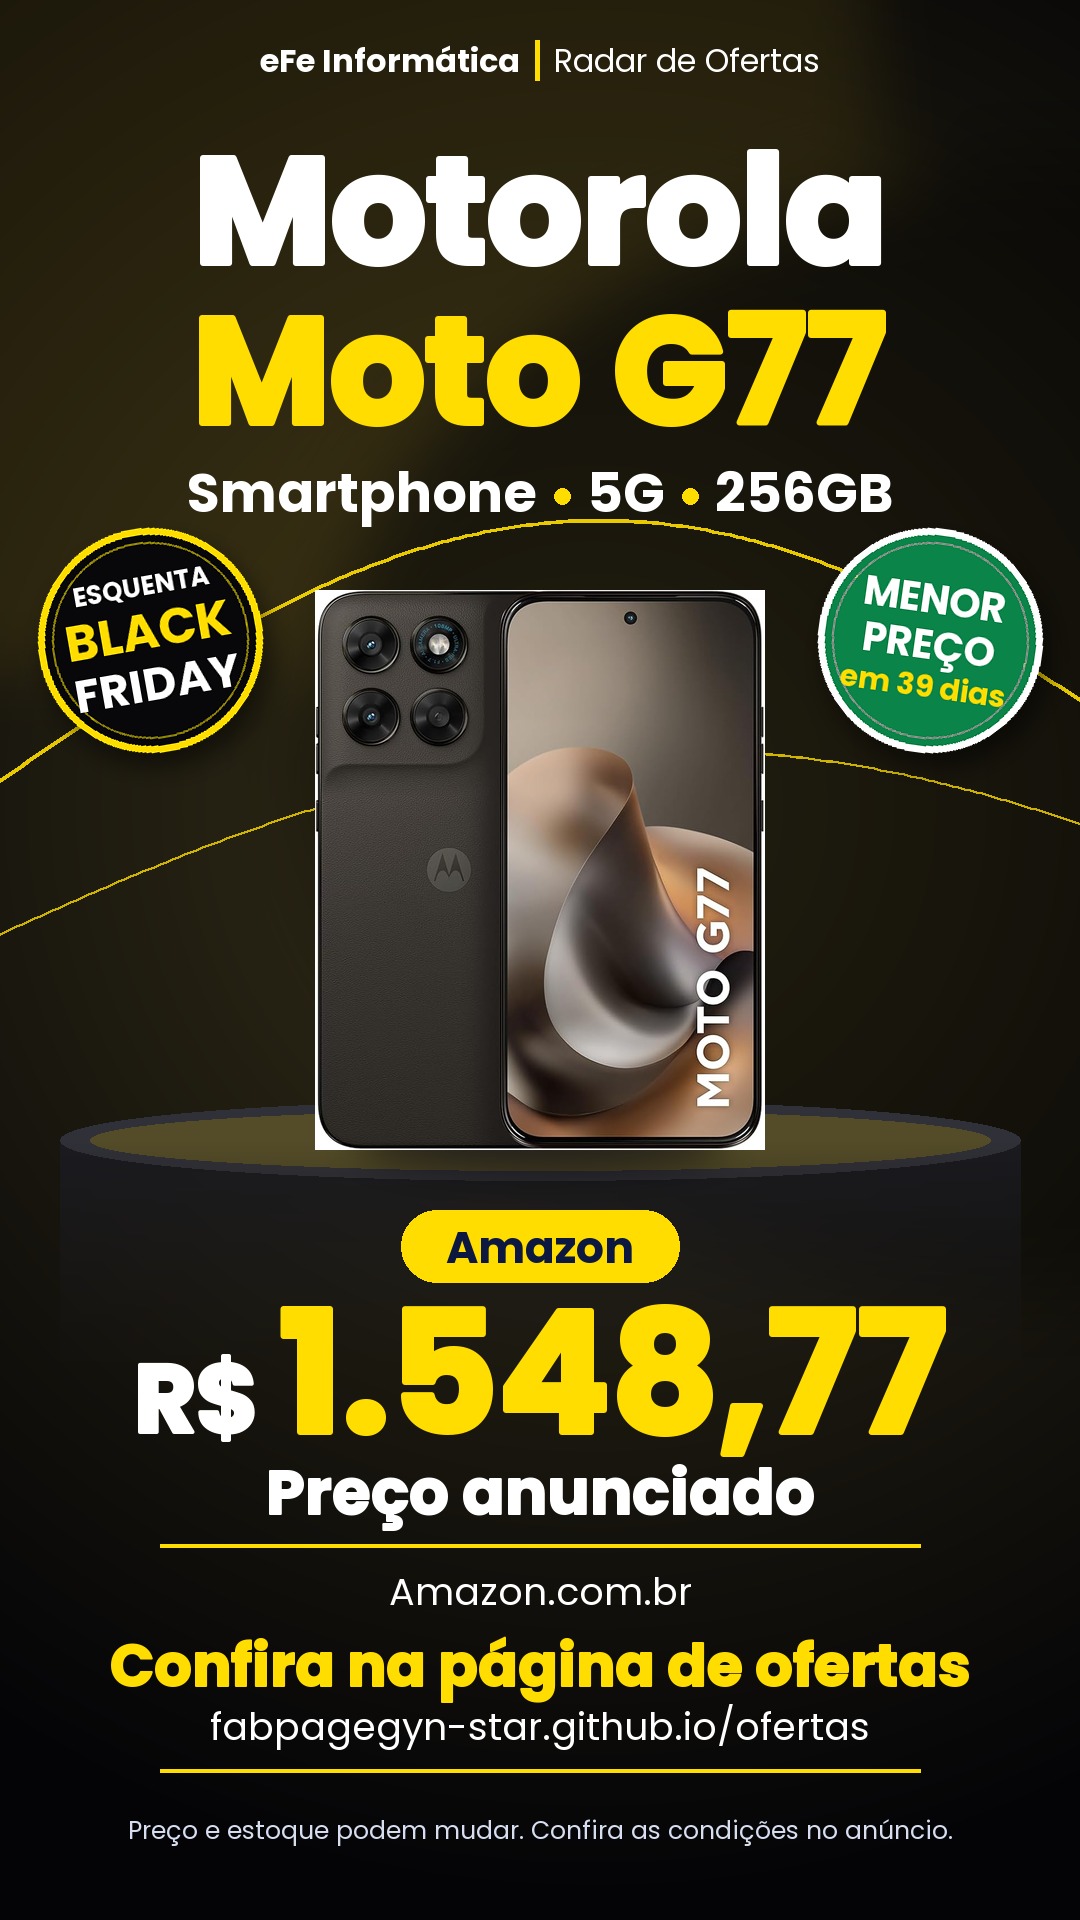 eFe Informática | Radar de Ofertas
Motorola
Moto G77
Smartphone • 5G • 256GB
ESQUENTA
BLACK
FRIDAY
MENOR
PREÇO
em 39 dias
MOTO G77
Amazon
R$ 1.548,77
Preço anunciado
Amazon.com.br
Confira na página de ofertas
fabpagegyn-star.github.io/ofertas
Preço e estoque podem mudar. Confira as condições no anúncio.